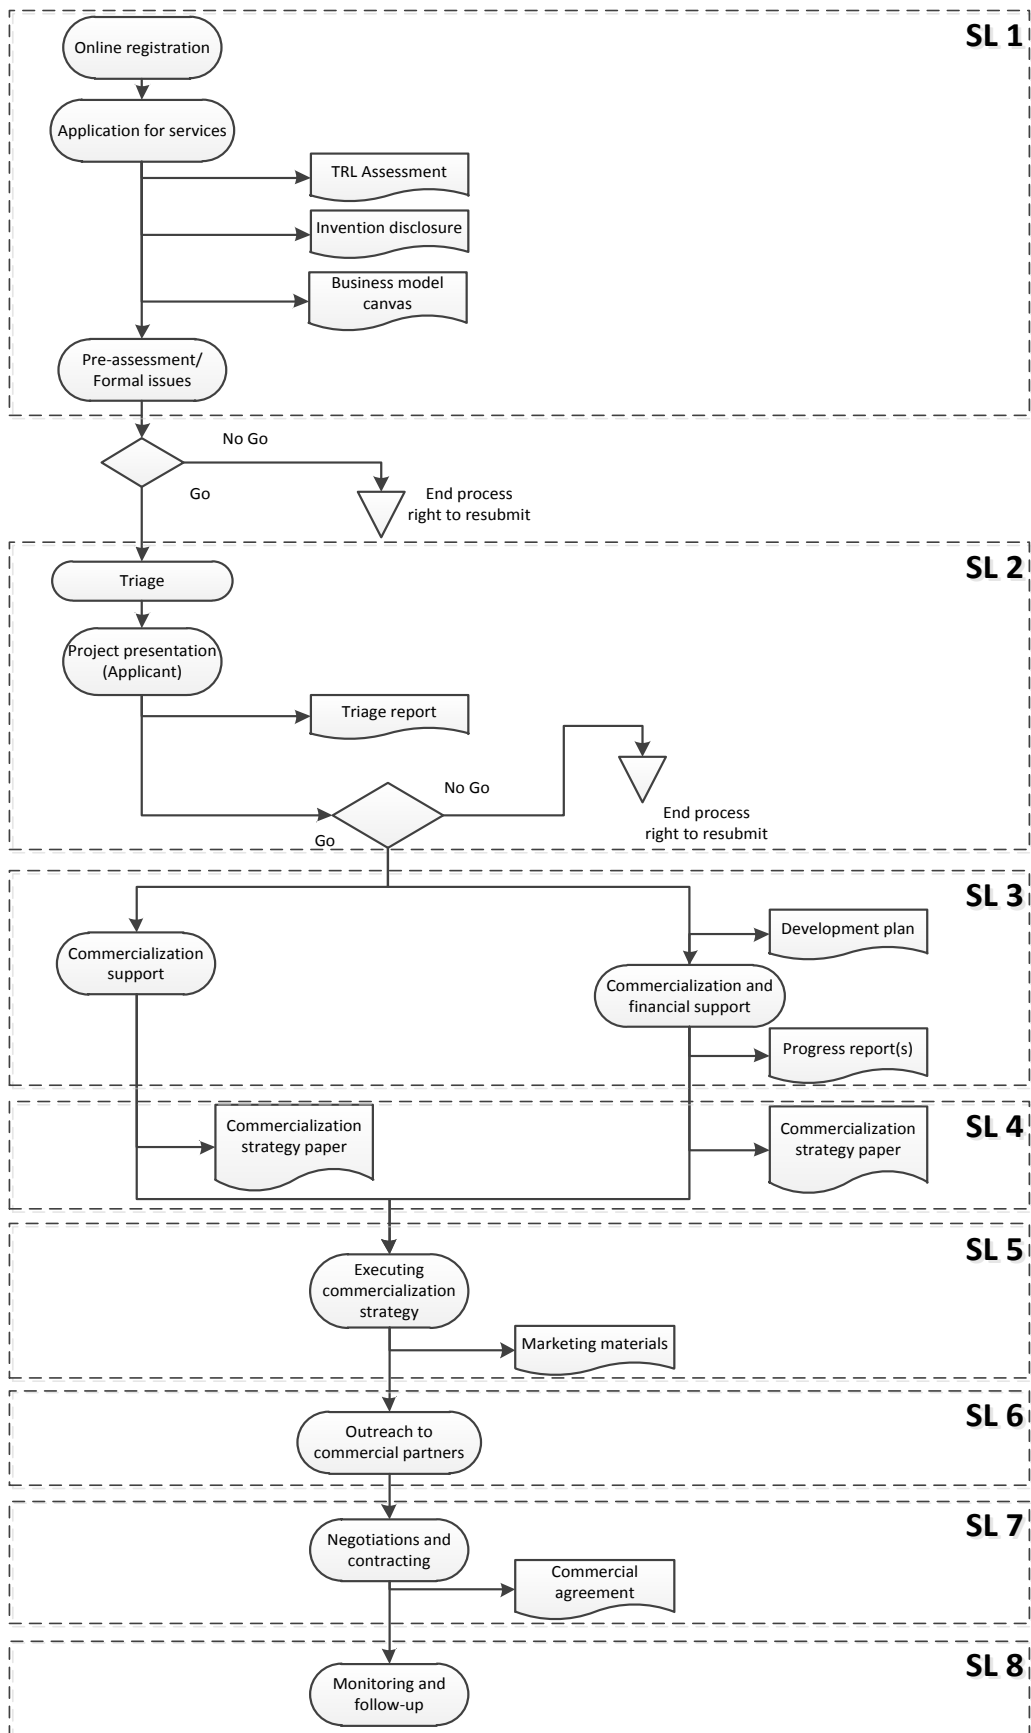 SL 1
Online registration
Application for services
TRL Assessment
Invention disclosure
Business model
canvas
Pre-assessment/
Formal issues
No Go
Go
End process
right to resubmit
SL 2
Triage
Project presentation
(Applicant)
Triage report
No Go
Go
End process
right to resubmit
SL 3
Development plan
Commercialization
support
Commercialization and
financial support
Progress report(s)
SL 4
Commercialization
strategy paper
Commercialization
strategy paper
SL 5
Executing
commercialization
strategy
Marketing materials
SL 6
Outreach to
commercial partners
SL 7
Negotiations and
contracting
Commercial
agreement
SL 8
Monitoring and
follow-up